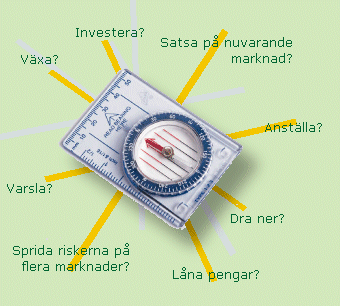 Investera?
Satsa på nuvarande
marknad?
Växa?
Anställa?
Varsla?
Dra ner?
Sprida riskerna på
flera marknader?
Låna pengar?